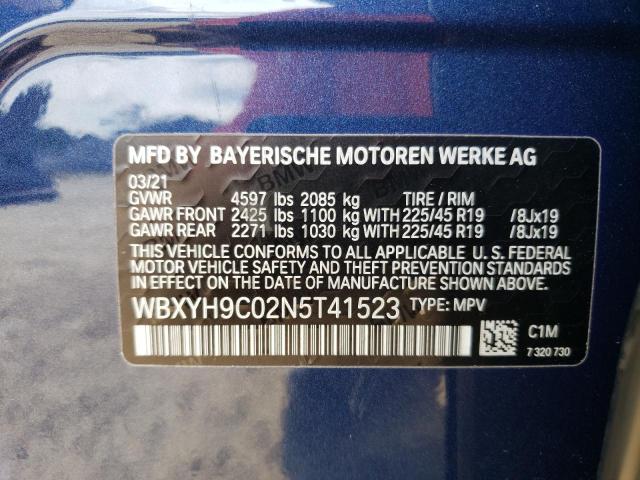 MFD BY BAYERISCHE MOTOREN WERKE AG
03/21
GVWR 4597 lbs 2085 kg TIRE / RIM
GAWR FRONT 2425 lbs 1100 kg WITH 225/45 R19 /8Jx19
GAWR REAR 2271 lbs 1030 kg WITH 225/45 R19 /8Jx19
THIS VEHICLE CONFORMS TO ALL APPLICABLE U. S. FEDERAL
MOTOR VEHICLE SAFETY AND THEFT PREVENTION
STANDARDS IN EFFECT ON THE DATE OF MANUFACTURE SHOWN ABOVE.
WBXYH9C02N5T41523 TYPE: MPV
C1M
7 320 730